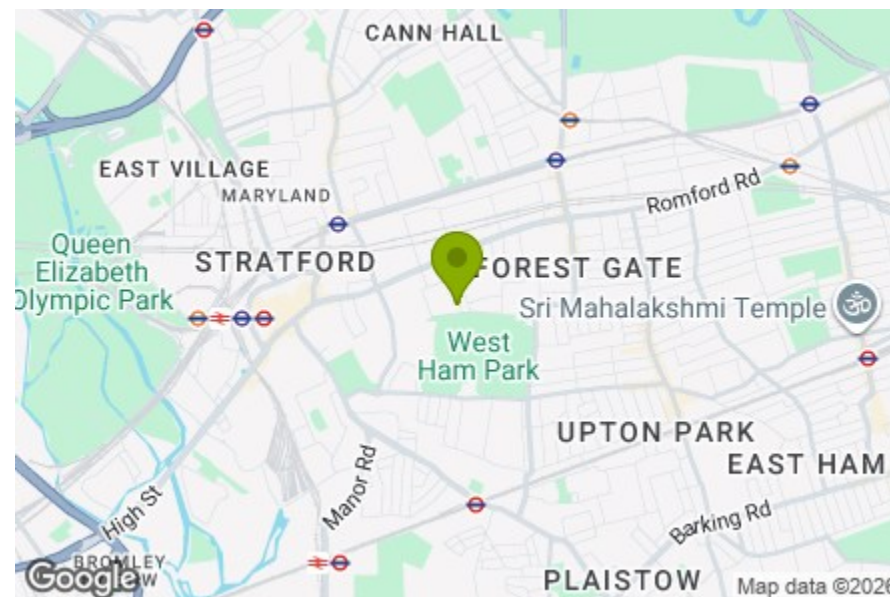 CANN HALL
EAST VILLAGE
MARYLAND
Romford Rd
Queen
Elizabeth
Olympic Park
STRATFORD
FOREST GATE
Sri Mahalakshmi Temple
West
Ham Park
UPTON PARK
EAST HAM
Manor Rd
High St
Barking Rd
BROMLEY
Google
PLAISTOW
Map data ©2026